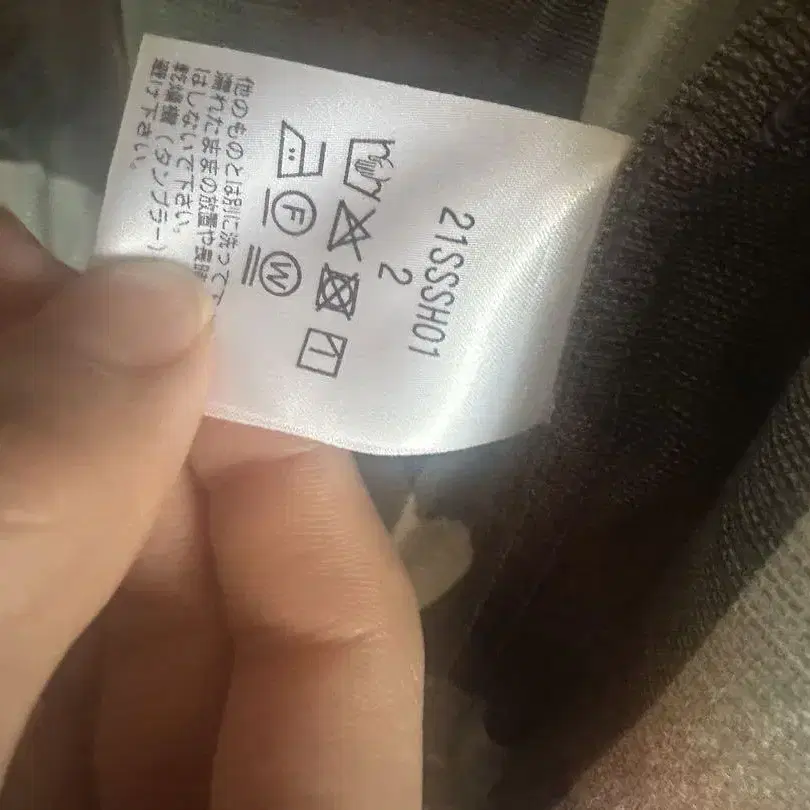 21SSSH01
2
F
W
他のものとは別に洗って下
濡れたままの放置や長時
はしないで下さい。
乾燥機(タンブラー)
避け下さい。